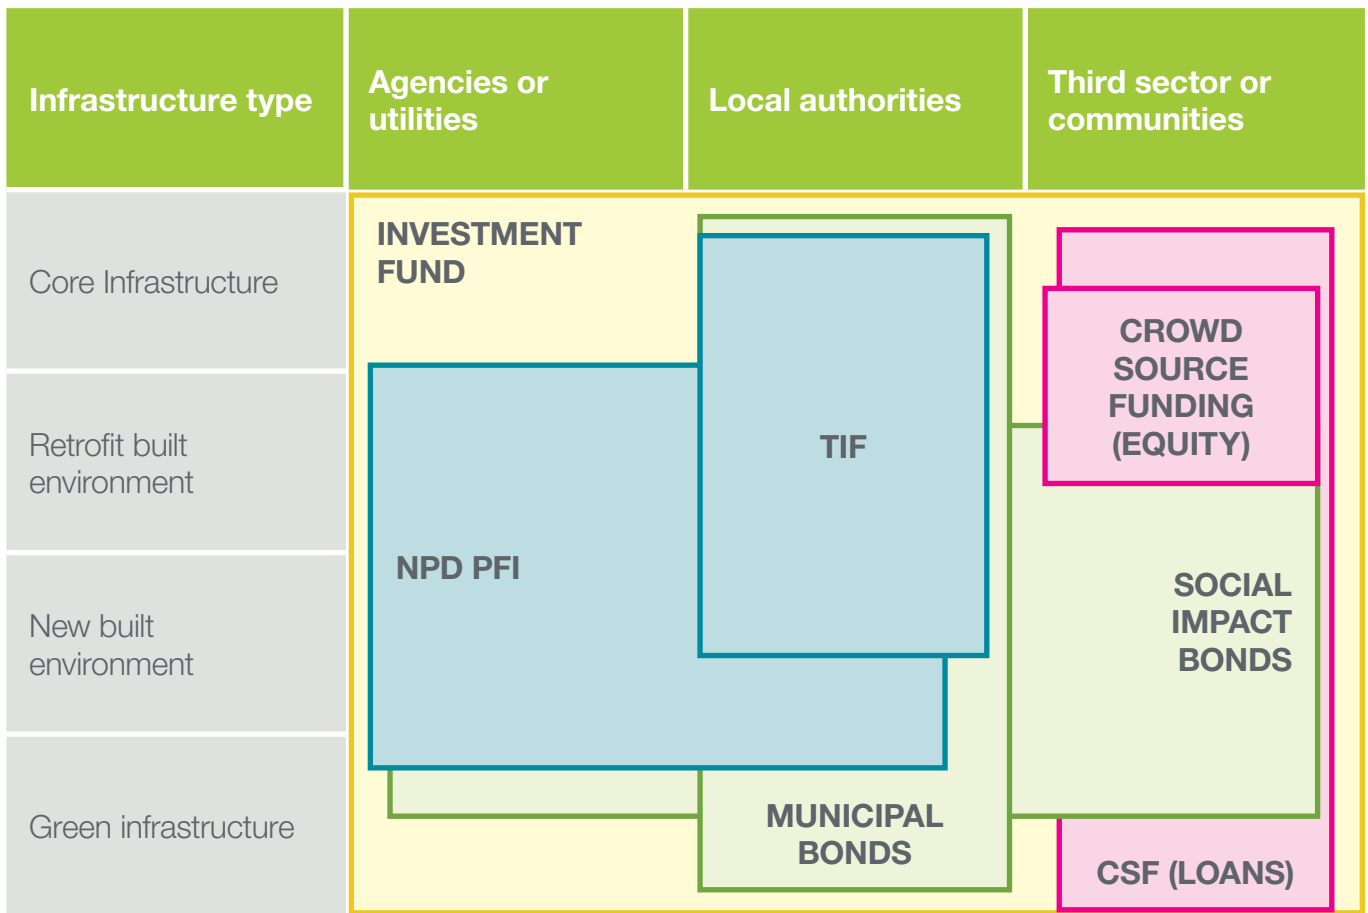 Infrastructure type
Agencies or
utilities
Local authorities
Third sector or
communities
Core Infrastructure
Retrofit built
environment
New built
environment
Green infrastructure
INVESTMENT
FUND
TIF
NPD PFI
CROWD
SOURCE
FUNDING
(EQUITY)
SOCIAL
IMPACT
BONDS
MUNICIPAL
BONDS
CSF (LOANS)